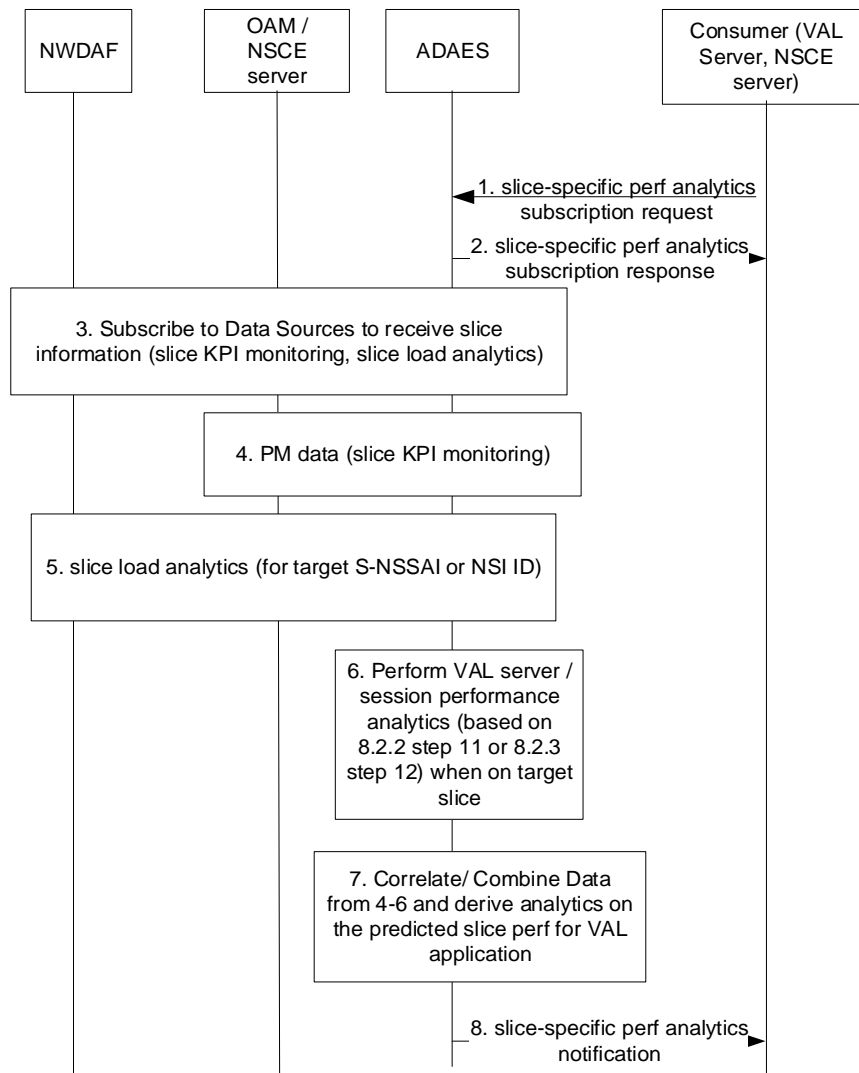 NWDAF
OAM /
NSCE
server
ADAES
Consumer (VAL
Server, NSCE
server)
1. slice-specific perf analytics
subscription request
2. slice-specific perf analytics
subscription response
3. Subscribe to Data Sources to receive slice
information (slice KPI monitoring, slice load analytics)
4. PM data (slice KPI monitoring)
5. slice load analytics (for target S-NSSAI or NSI ID)
6. Perform VAL server /
session performance
analytics (based on
8.2.2 step 11 or 8.2.3
step 12) when on target
slice
7. Correlate/ Combine Data
from 4-6 and derive analytics on
the predicted slice perf for VAL
application
8. slice-specific perf analytics
notification